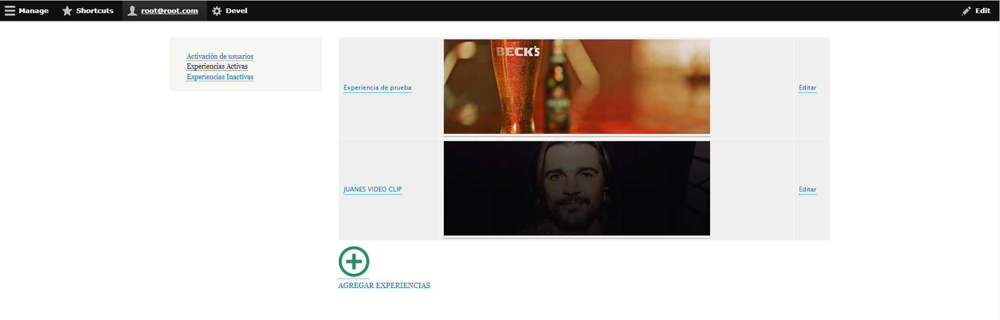 Manage Shortcuts root@root.com Devel Edit
Activación de usuarios
Experiencias Activas
Experiencias Inactivas
BECK'S
Experiencia de prueba
Editar
JUANES VIDEO CLIP
Editar
AGREGAR EXPERIENCIAS